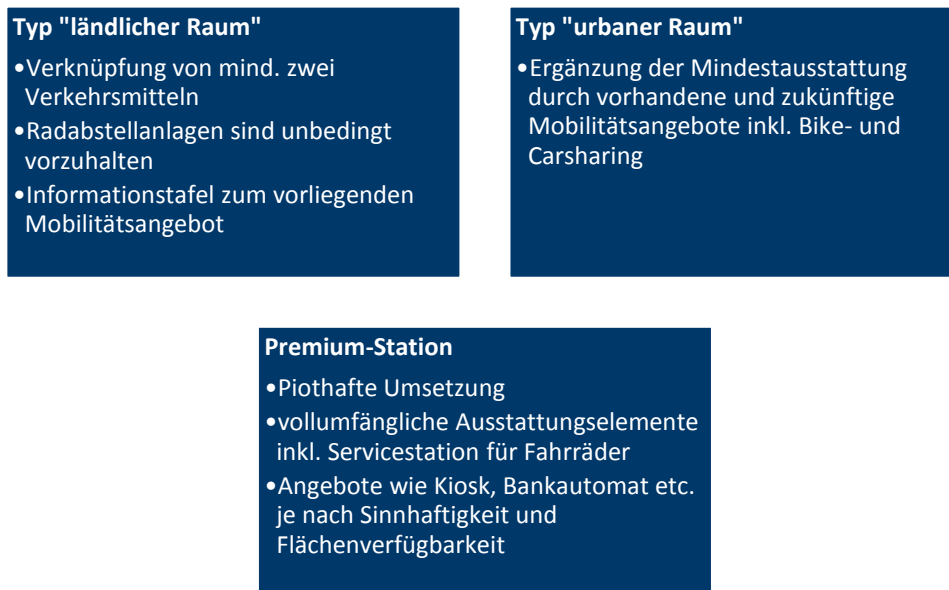 Typ "ländlicher Raum"
•Verknüpfung von mind. zwei
Verkehrsmitteln
•Radabstellanlagen sind unbedingt
vorzuhalten
•Informationstafel zum vorliegenden
Mobilitätsangebot
Typ "urbaner Raum"
•Ergänzung der Mindestausstattung
durch vorhandene und zukünftige
Mobilitätsangebote inkl. Bike- und
Carsharing
Premium-Station
•Piothafte Umsetzung
•vollumfängliche Ausstattungselemente
inkl. Servicestation für Fahrräder
•Angebote wie Kiosk, Bankautomat etc.
je nach Sinnhaftigkeit und
Flächenverfügbarkeit